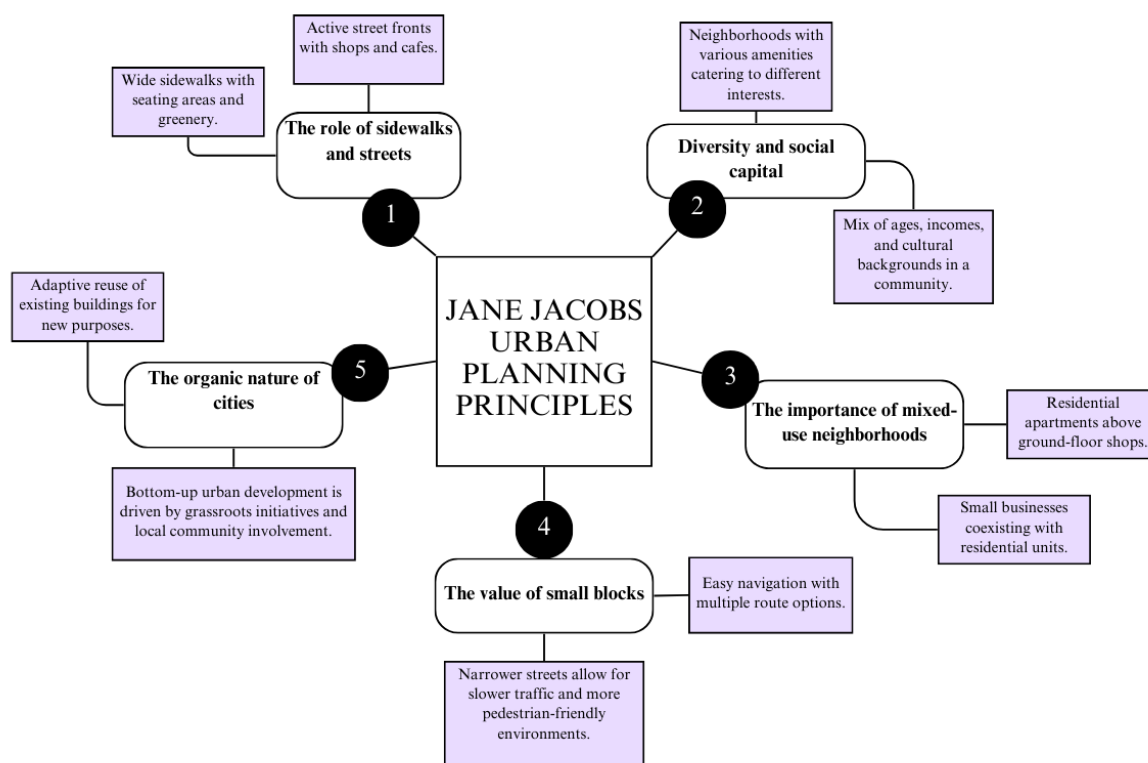 JANE JACOBS
URBAN
PLANNING
PRINCIPLES
1
The role of sidewalks
and streets
Active street fronts
with shops and cafes.
Wide sidewalks with
seating areas and
greenery.
2
Diversity and social
capital
Neighborhoods with
various amenities
catering to different
interests.
Mix of ages, incomes,
and cultural
backgrounds in a
community.
3
The importance of mixed-
use neighborhoods
Residential
apartments above
ground-floor shops.
Small businesses
coexisting with
residential units.
4
The value of small blocks
Easy navigation with
multiple route options.
Narrower streets allow for
slower traffic and more
pedestrian-friendly
environments.
5
The organic nature of
cities
Adaptive reuse of
existing buildings for
new purposes.
Bottom-up urban development is
driven by grassroots initiatives and
local community involvement.